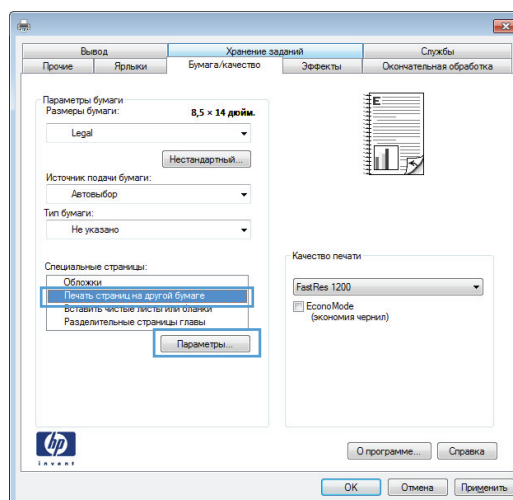 Вывод Хранение заданий Службы
Прочие Ярлыки Бумага/качество Эффекты Окончательная обработка
Параметры бумаги
Размеры бумаги: 8,5 × 14 дюйм.
Legal
Нестандартный...
Источник подачи бумаги:
Автовыбор
Тип бумаги:
Не указано
Специальные страницы:
Обложки
Печать страниц на другой бумаге
Вставить чистые листы или бланки
Разделительные страницы главы
Параметры...
E
Качество печати
FastRes 1200
EconoMode
(экономия чернил)
hp
invent
О программе... Справка
OK Отмена Применить